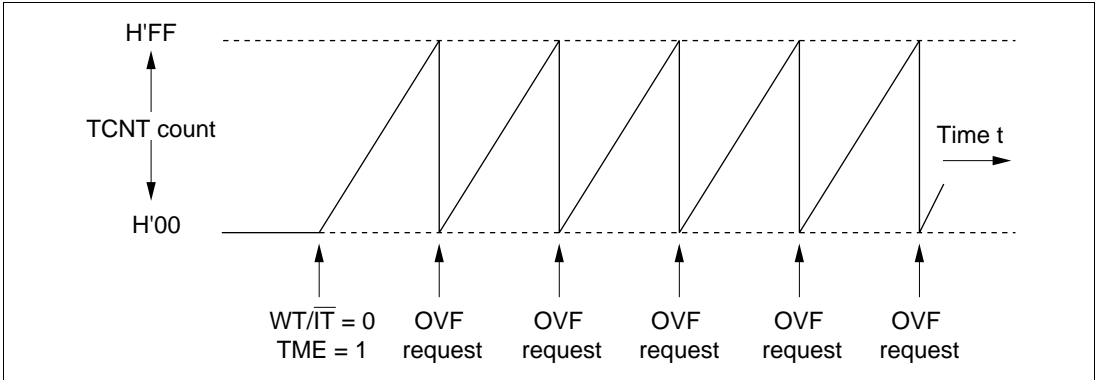 H'FF
TCNT count
Time t
H'00
WT/I̅T̅ = 0
TME = 1
OVF
request
OVF
request
OVF
request
OVF
request
OVF
request